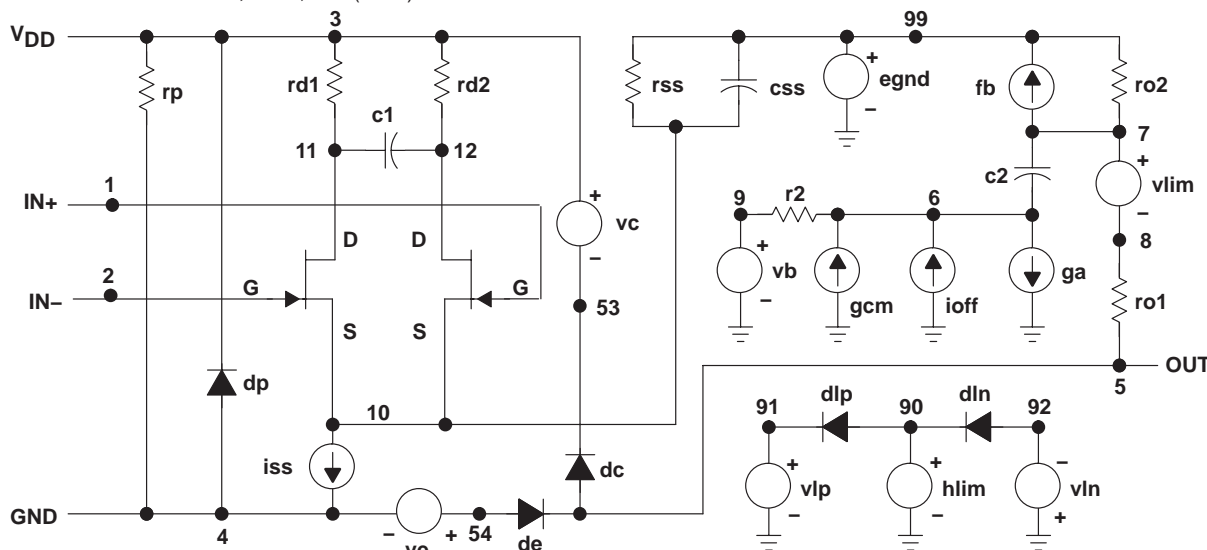 3
99
VDD
rp
rd1
rd2
rss
css
egnd
fb
ro2
c1
11
12
7
c2
vlim
1
IN+
9
r2
6
8
D
D
vc
vb
gcm
ioff
ga
ro1
2
IN–
G
G
53
S
S
OUT
5
dp
10
91
dlp
90
dln
92
iss
dc
vlp
hlim
vln
GND
4
54
de
+
–
+
–
+
–
+
–
+
–
+
–
+
–
–
+
–
+